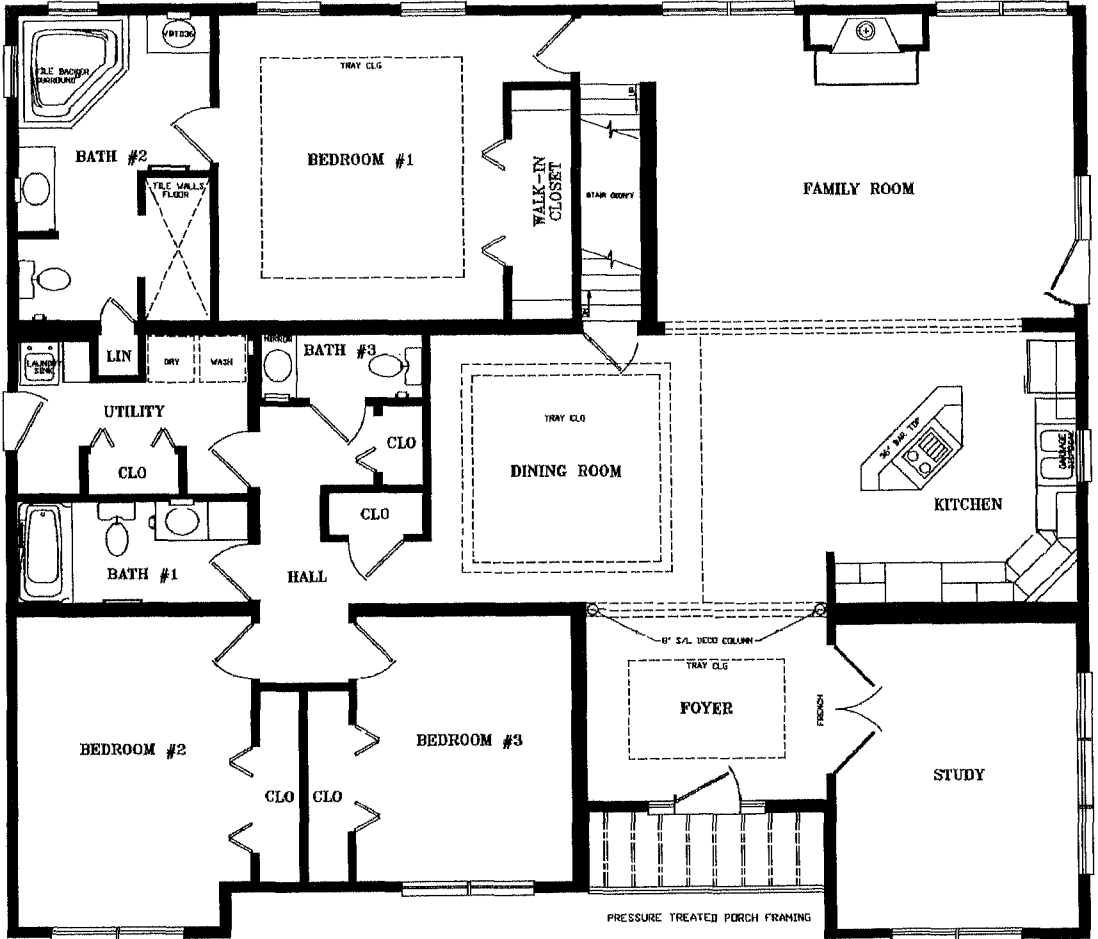 TRAY CLG
TILE BACKER
SURROUND
BATH #2
BEDROOM #1
WALK-IN
CLOSET
TILE WALLS
FLOOR
FAMILY ROOM
LIN
DRY
WASH
MIRROR
BATH #3
LAUNDRY
SINK
UTILITY
CLO
CLO
TRAY CLG
DINING ROOM
36" BAR TOP
GARBAGE
DISPOSAL
KITCHEN
CLO
BATH #1
HALL
8" S/L DECO COLUMN
TRAY CLG
FOYER
FRENCH
BEDROOM #2
BEDROOM #3
STUDY
CLO
CLO
PRESSURE TREATED PORCH FRAMING